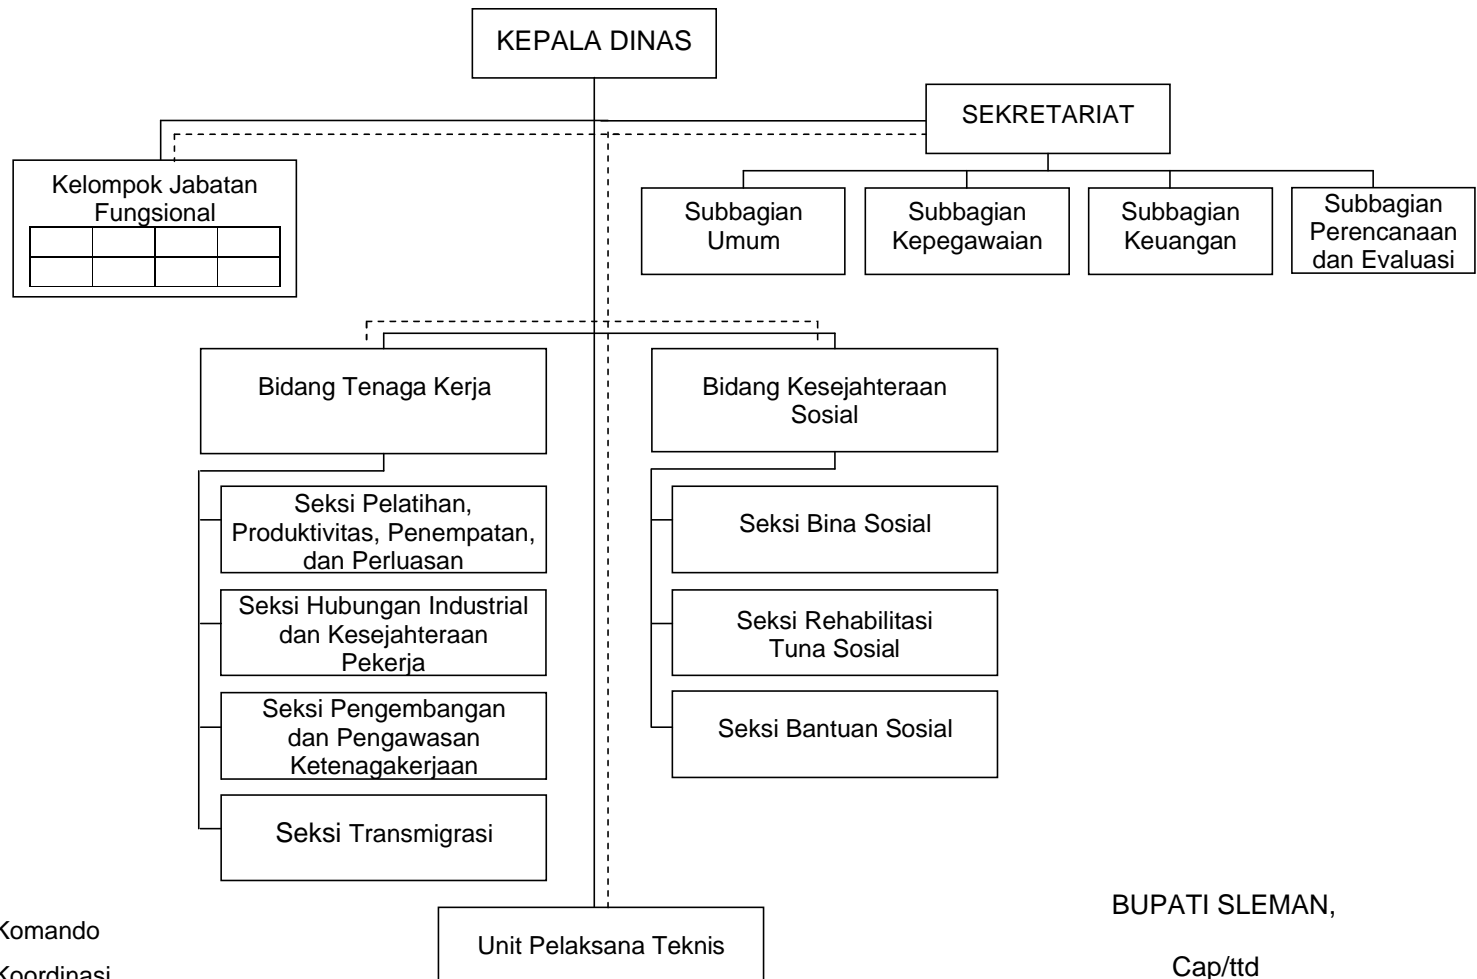 KEPALA DINAS
SEKRETARIAT
Kelompok Jabatan
Fungsional
Subbagian
Umum
Subbagian
Kepegawaian
Subbagian
Keuangan
Subbagian
Perencanaan
dan Evaluasi
Bidang Tenaga Kerja
Bidang Kesejahteraan
Sosial
Seksi Pelatihan,
Produktivitas, Penempatan,
dan Perluasan
Seksi Hubungan Industrial
dan Kesejahteraan
Pekerja
Seksi Pengembangan
dan Pengawasan
Ketenagakerjaan
Seksi Transmigrasi
Seksi Bina Sosial
Seksi Rehabilitasi
Tuna Sosial
Seksi Bantuan Sosial
Unit Pelaksana Teknis
Komando
Koordinasi
BUPATI SLEMAN,
Cap/ttd